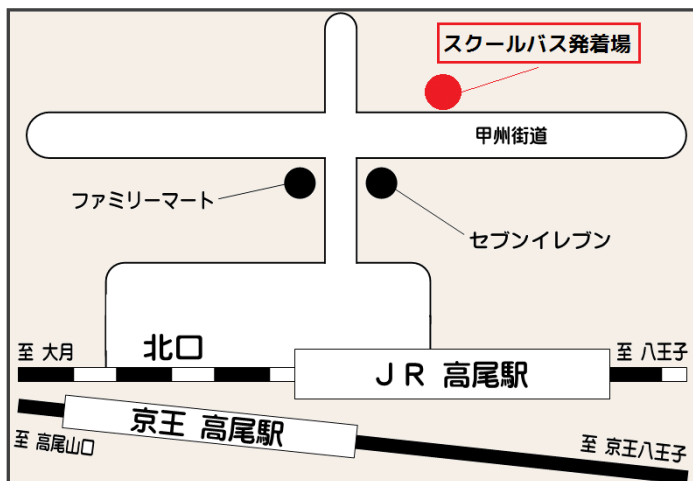 スクールバス発着場
甲州街道
ファミリーマート
セブンイレブン
至 大月
北口
至 八王子
JR 高尾駅
京王 高尾駅
至 高尾山口
至 京王八王子